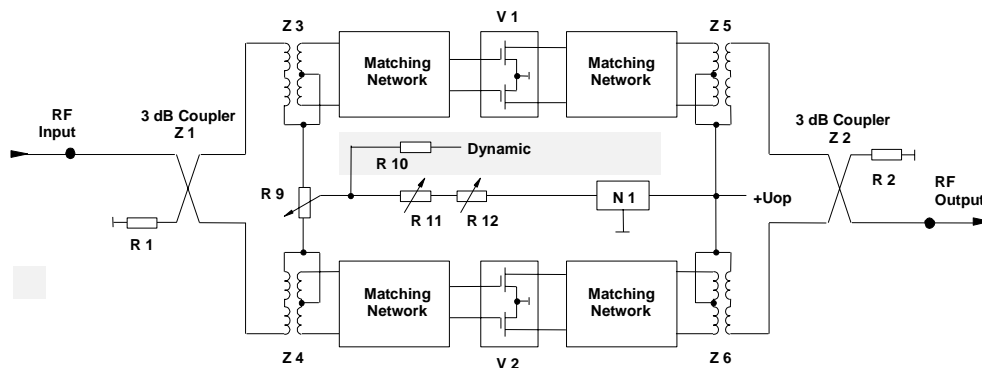 Z 3
V 1
Z 5
Matching
Network
Matching
Network
3 dB Coupler
Z 1
RF
Input
3 dB Coupler
Z 2
R 10
Dynamic
R 2
R 9
R 11
R 12
N 1
+Uop
RF
Output
R 1
Matching
Network
Matching
Network
Z 4
V 2
Z 6